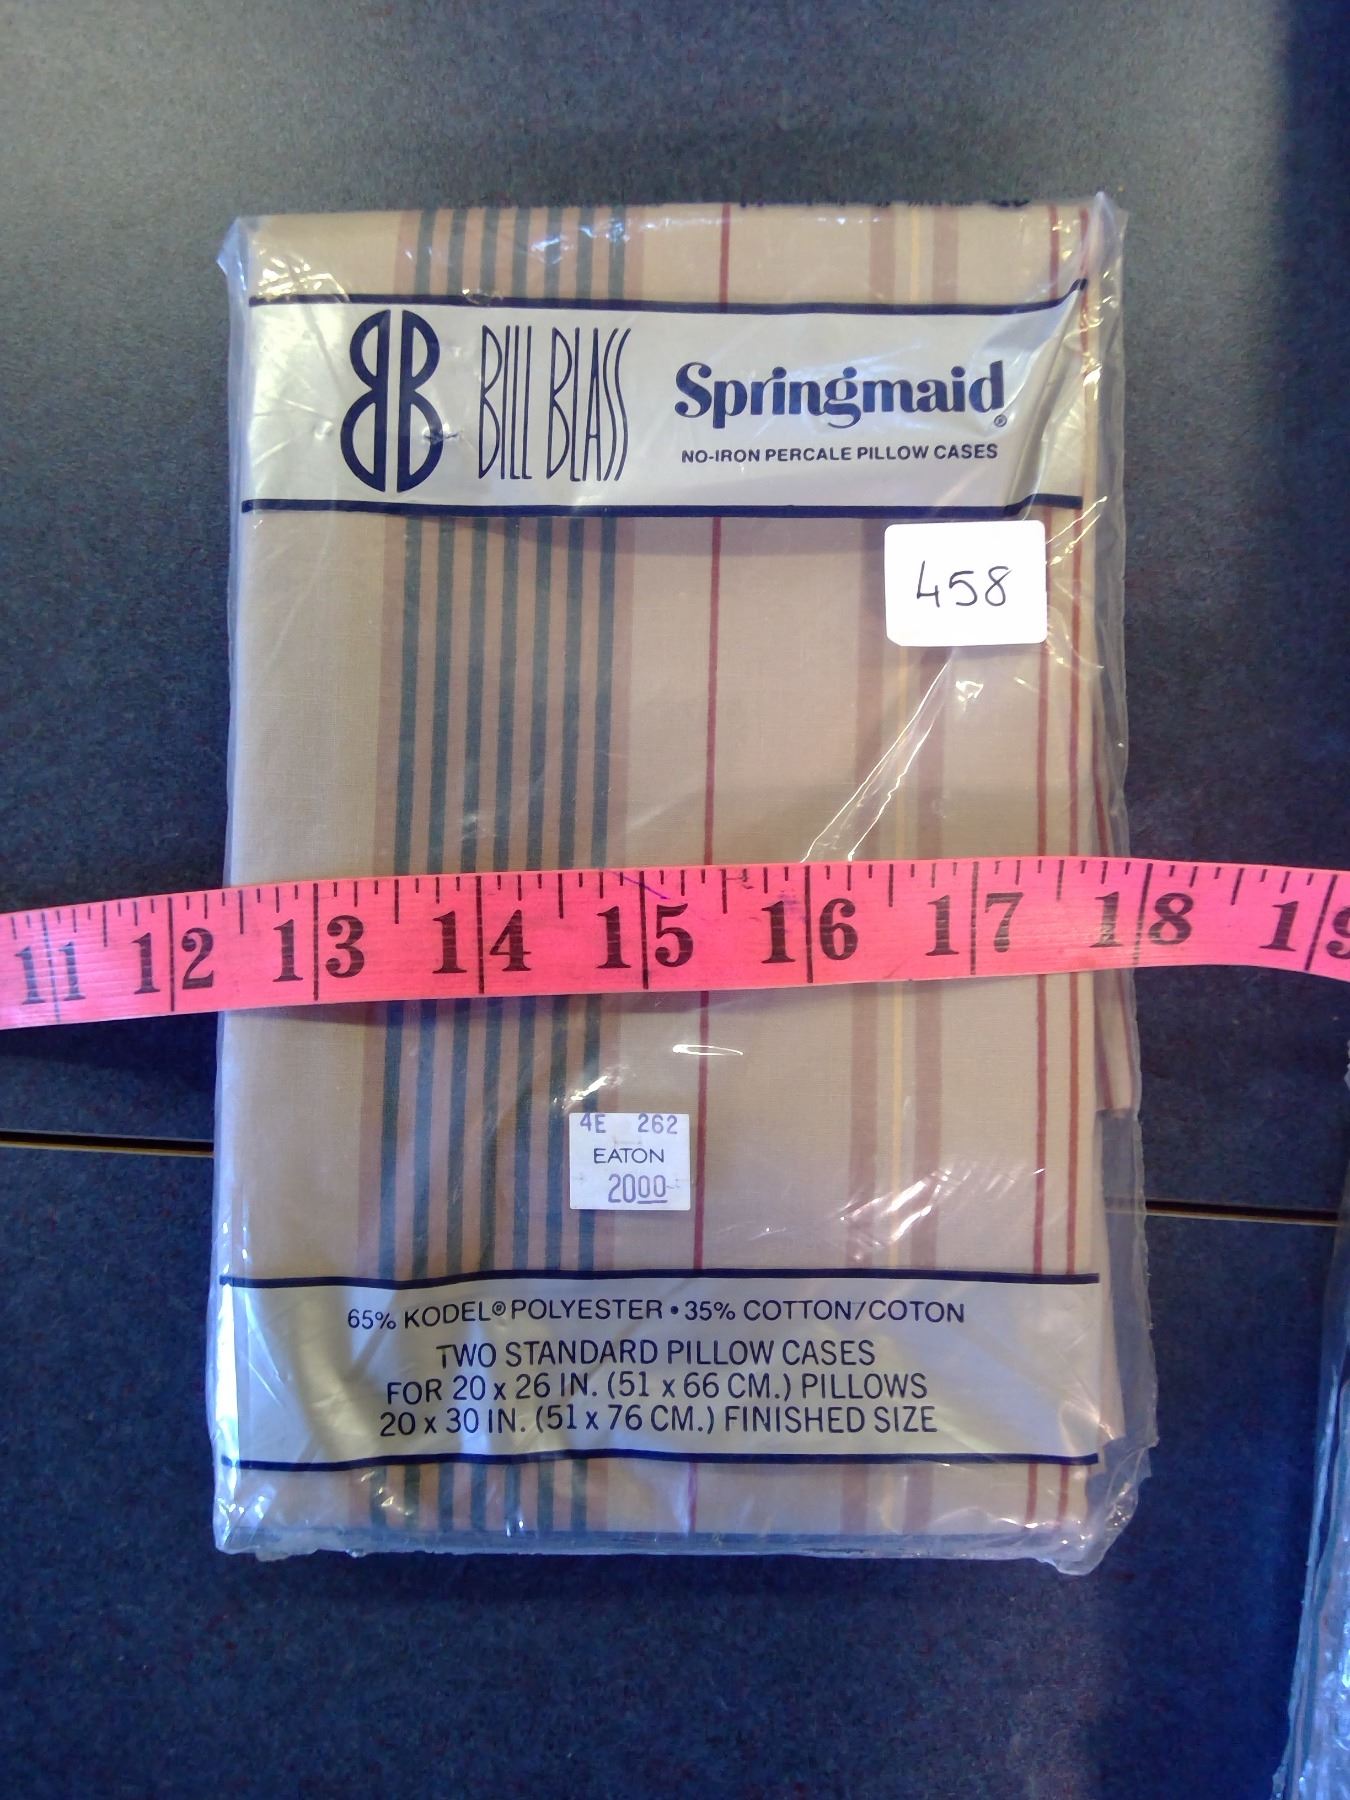 BB BILL BLASS Springmaid®
NO-IRON PERCALE PILLOW CASES
458
11 12 13 14 15 16 17 18 19
4E 262
EATON
2000
65% KODEL® POLYESTER • 35% COTTON/COTON
TWO STANDARD PILLOW CASES
FOR 20 x 26 IN. (51 x 66 CM.) PILLOWS
20 x 30 IN. (51 x 76 CM.) FINISHED SIZE